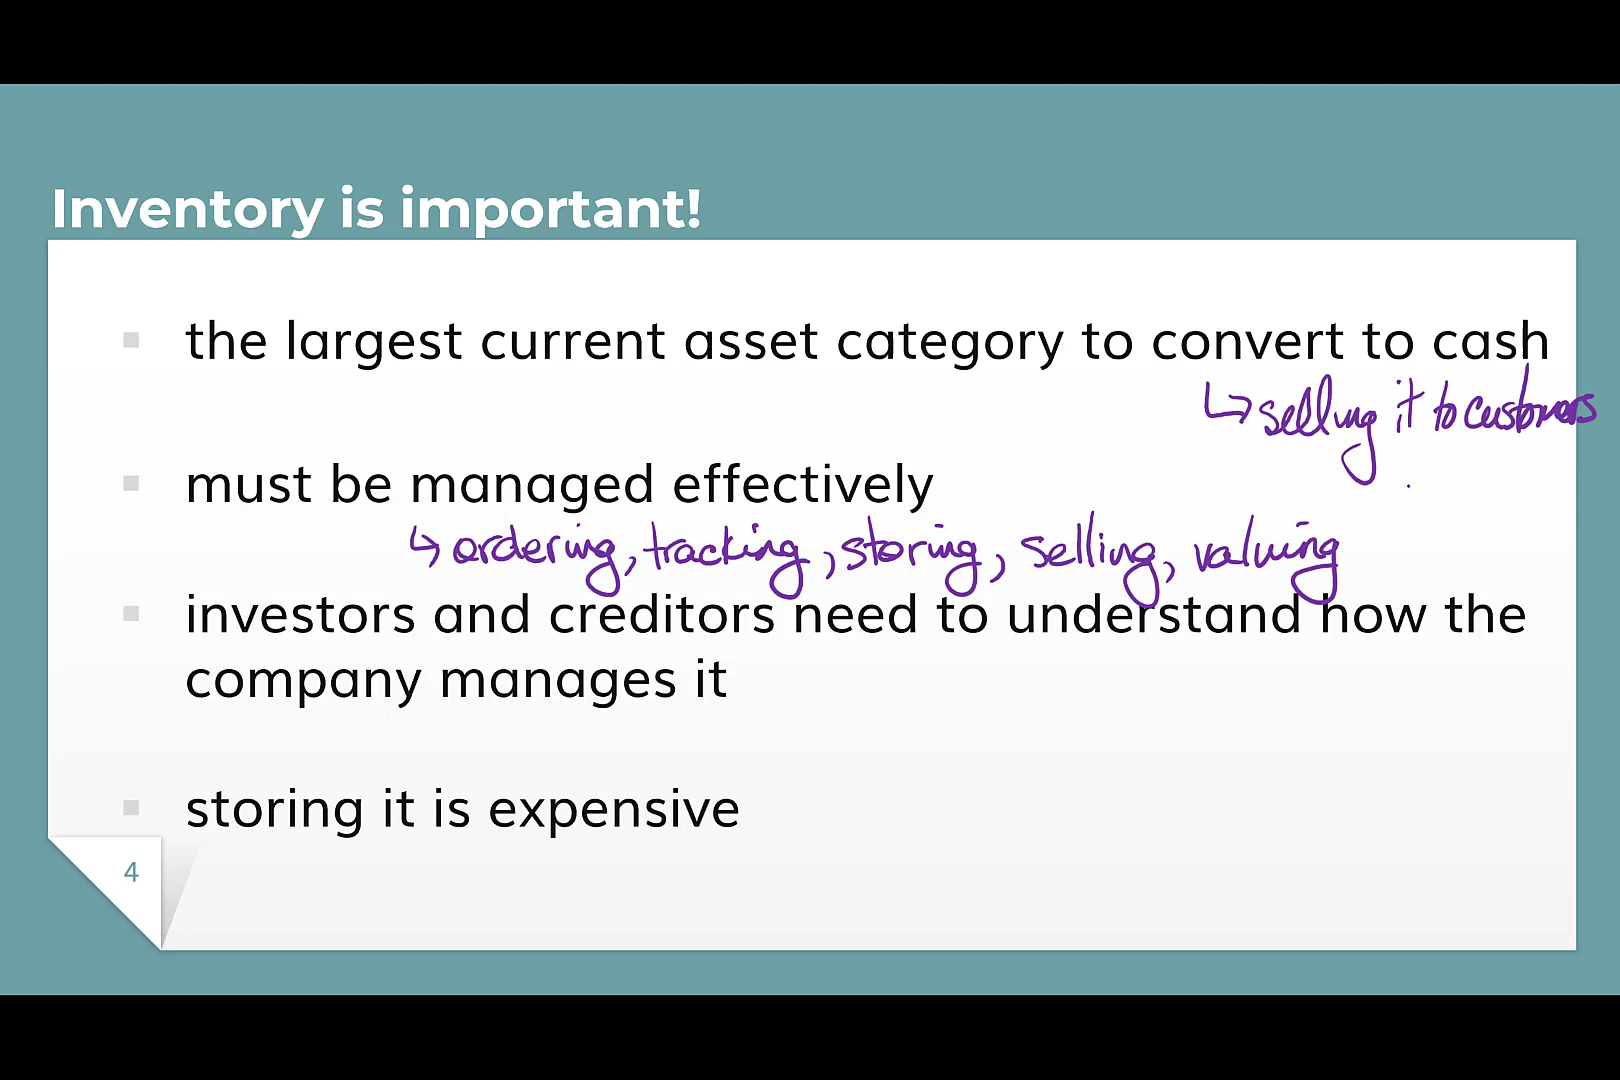 Inventory is important!
▪ the largest current asset category to convert to cash
↳ selling it to customers
▪ must be managed effectively
↳ ordering, tracking, storing, selling, valuing
▪ investors and creditors need to understand how the
company manages it
▪ storing it is expensive
4